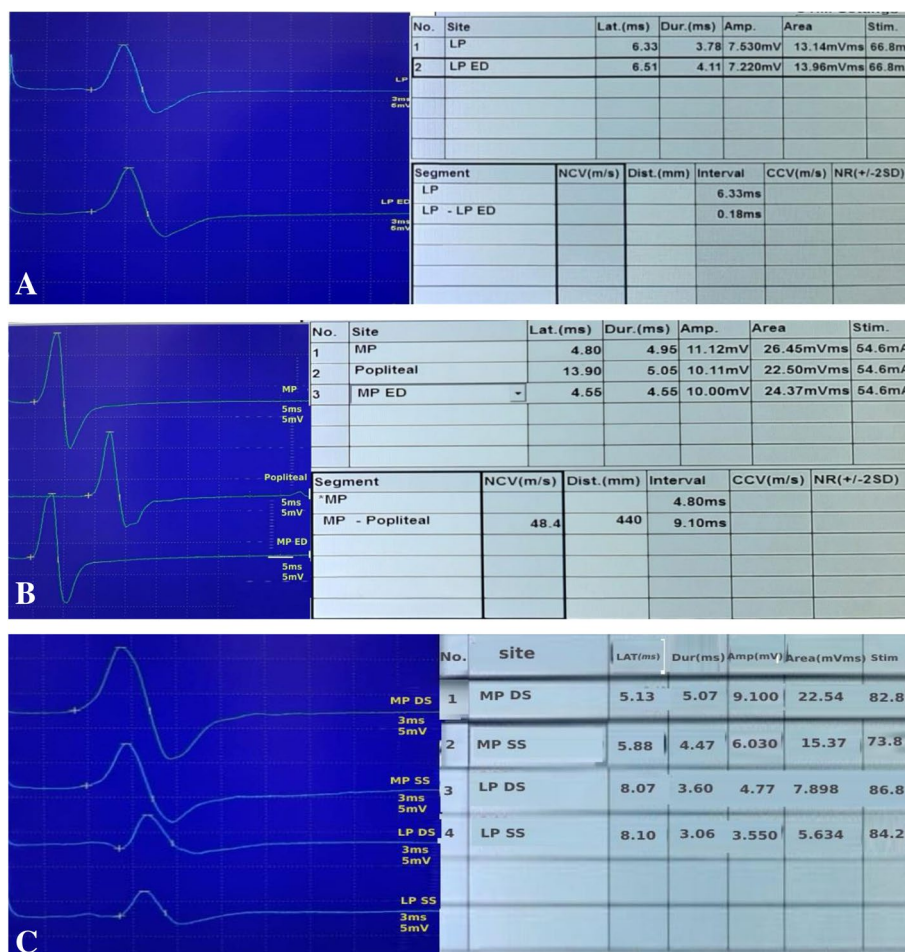 No. Site Lat.(ms) Dur.(ms) Amp. Area Stim.
1 LP 6.33 3.78 7.530mV 13.14mVms 66.8m
2 LP ED 6.51 4.11 7.220mV 13.96mVms 66.8m
LP
3ms
5mV
LP ED
3ms
5mV
Segment NCV(m/s) Dist.(mm) Interval CCV(m/s) NR(+/-2SD)
LP 6.33ms
LP - LP ED 0.18ms
A
No. Site Lat.(ms) Dur.(ms) Amp. Area Stim.
1 MP 4.80 4.95 11.12mV 26.45mVms 54.6mA
2 Popliteal 13.90 5.05 10.11mV 22.50mVms 54.6mA
3 MP ED 4.55 4.55 10.00mV 24.37mVms 54.6mA
MP
5ms
5mV
Popliteal
5ms
5mV
MP ED
5ms
5mV
Segment NCV(m/s) Dist.(mm) Interval CCV(m/s) NR(+/-2SD)
*MP 4.80ms
MP - Popliteal 48.4 440 9.10ms
B
No. site LAT(ms) Dur(ms) Amp(mV) Area(mVms) Stim
1 MP DS 5.13 5.07 9.100 22.54 82.8
2 MP SS 5.88 4.47 6.030 15.37 73.8
3 LP DS 8.07 3.60 4.77 7.898 86.8
4 LP SS 8.10 3.06 3.550 5.634 84.2
MP DS
3ms
5mV
MP SS
3ms
5mV
LP DS
3ms
5mV
LP SS
3ms
5mV
C